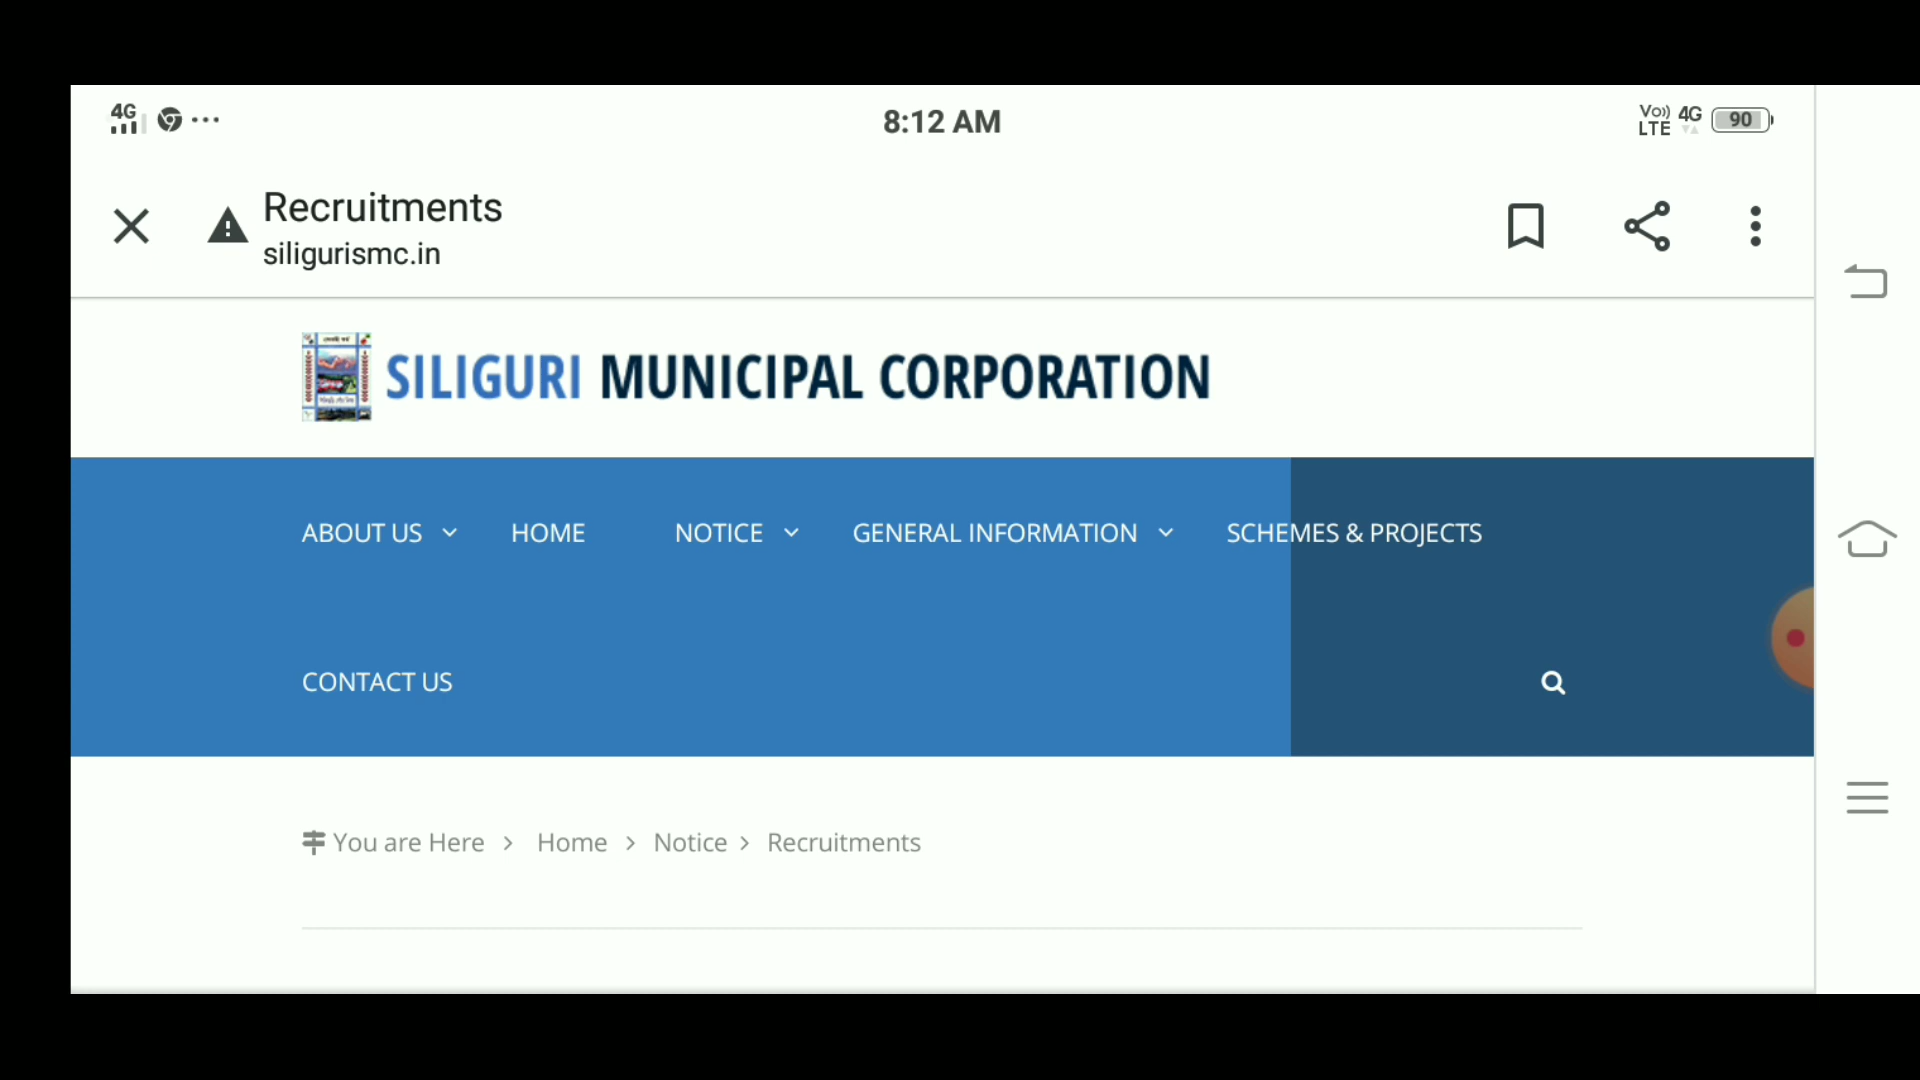 4G
8:12 AM
Vo)) LTE 4G 90
Recruitments
siligurismc.in
SILIGURI MUNICIPAL CORPORATION
ABOUT US HOME NOTICE GENERAL INFORMATION SCHEMES & PROJECTS
CONTACT US
You are Here > Home > Notice > Recruitments